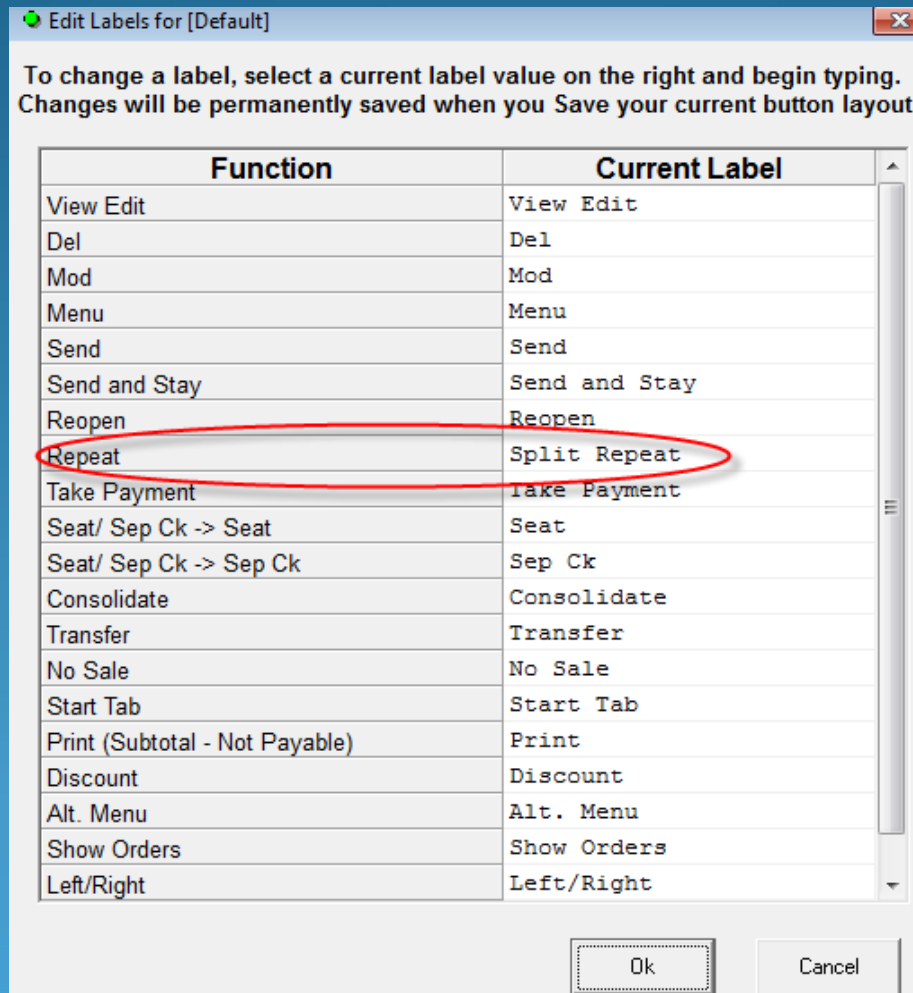 Edit Labels for [Default]
To change a label, select a current label value on the right and begin typing.
Changes will be permanently saved when you Save your current button layout
Function Current Label
View Edit View Edit
Del Del
Mod Mod
Menu Menu
Send Send
Send and Stay Send and Stay
Reopen Reopen
Repeat Split Repeat
Take Payment Take Payment
Seat/ Sep Ck -> Seat Seat
Seat/ Sep Ck -> Sep Ck Sep Ck
Consolidate Consolidate
Transfer Transfer
No Sale No Sale
Start Tab Start Tab
Print (Subtotal - Not Payable) Print
Discount Discount
Alt. Menu Alt. Menu
Show Orders Show Orders
Left/Right Left/Right
Ok Cancel